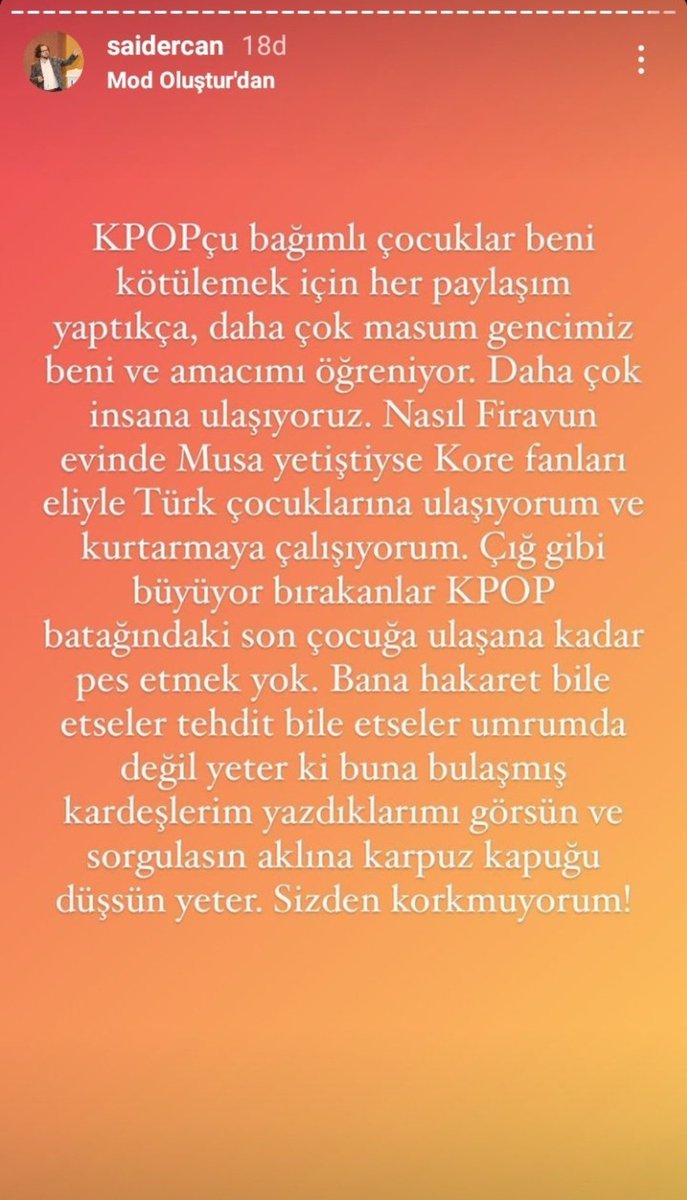 saidercan 18d
Mod Oluştur'dan
KPOPçu bağımlı çocuklar beni
kötülemek için her paylaşım
yaptıkça, daha çok masum gencimiz
beni ve amacımı öğreniyor. Daha çok
insana ulaşıyoruz. Nasıl Firavun
evinde Musa yetiştiyse Kore fanları
eliyle Türk çocuklarına ulaşıyorum ve
kurtarmaya çalışıyorum. Çığ gibi
büyüyor bırakanlar KPOP
batağındaki son çocuğa ulaşana kadar
pes etmek yok. Bana hakaret bile
etseler tehdit bile etseler umrumda
değil yeter ki buna bulaşmış
kardeşlerim yazdıklarımı görsün ve
sorgulasın aklına karpuz kapuğu
düşsün yeter. Sizden korkmuyorum!